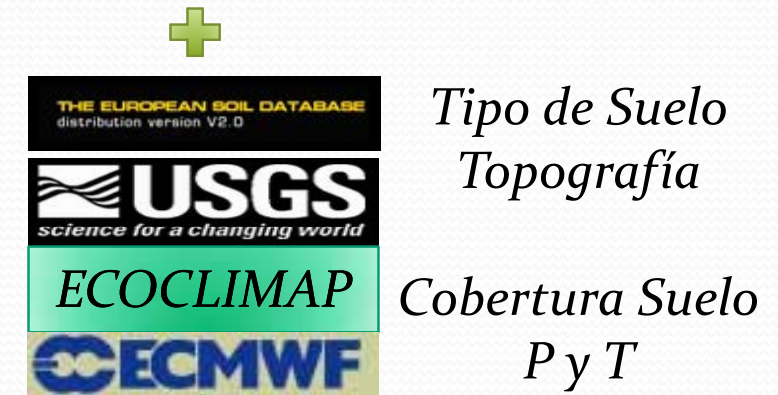 THE EUROPEAN SOIL DATABASE
distribution version V2.0
Tipo de Suelo
USGS
science for a changing world
Topografía
ECOCLIMAP
Cobertura Suelo
ECMWF
P y T